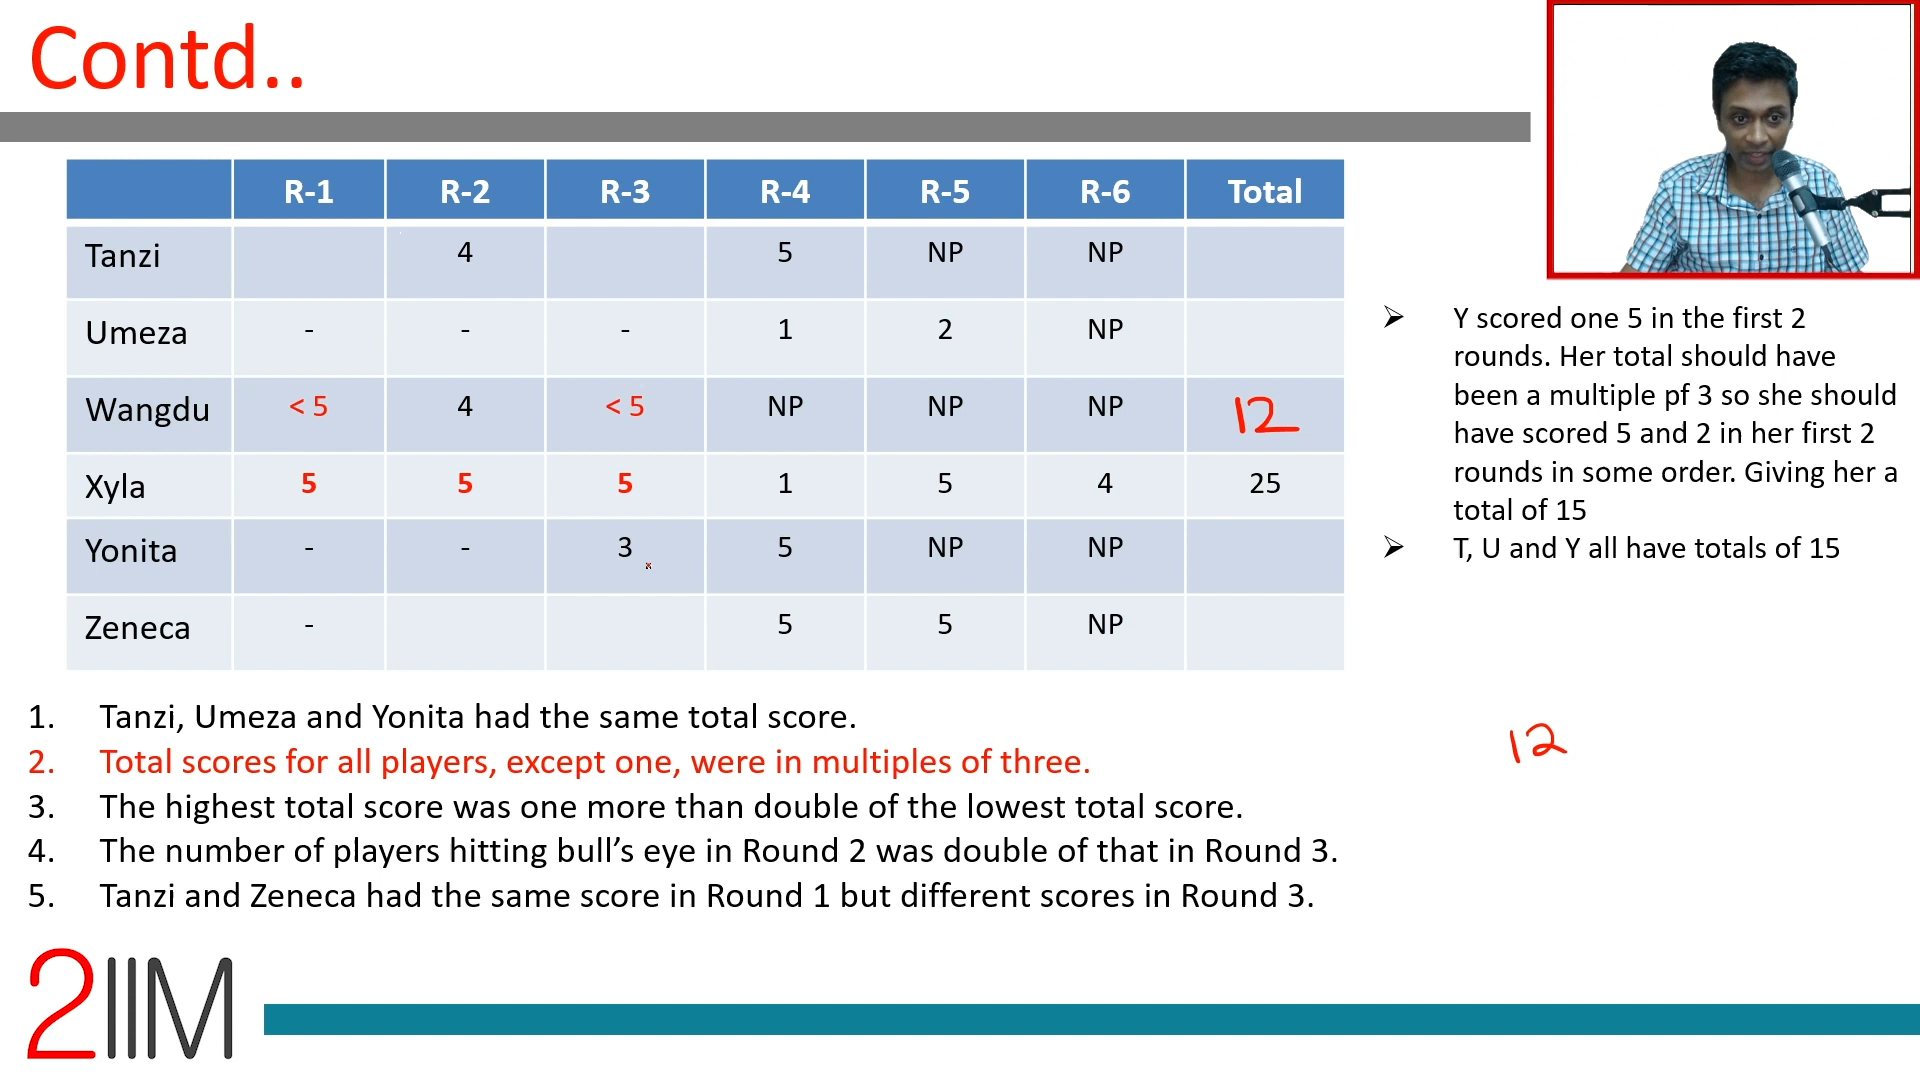 Contd..
R-1 R-2 R-3 R-4 R-5 R-6 Total
Tanzi 4 5 NP NP
Umeza - - - 1 2 NP
Wangdu < 5 4 < 5 NP NP NP 12
Xyla 5 5 5 1 5 4 25
Yonita - - 3 5 NP NP
Zeneca - 5 5 NP
Y scored one 5 in the first 2
rounds. Her total should have
been a multiple pf 3 so she should
have scored 5 and 2 in her first 2
rounds in some order. Giving her a
total of 15
T, U and Y all have totals of 15
1. Tanzi, Umeza and Yonita had the same total score.
2. Total scores for all players, except one, were in multiples of three.
3. The highest total score was one more than double of the lowest total score.
4. The number of players hitting bull’s eye in Round 2 was double of that in Round 3.
5. Tanzi and Zeneca had the same score in Round 1 but different scores in Round 3.
12
2IIM